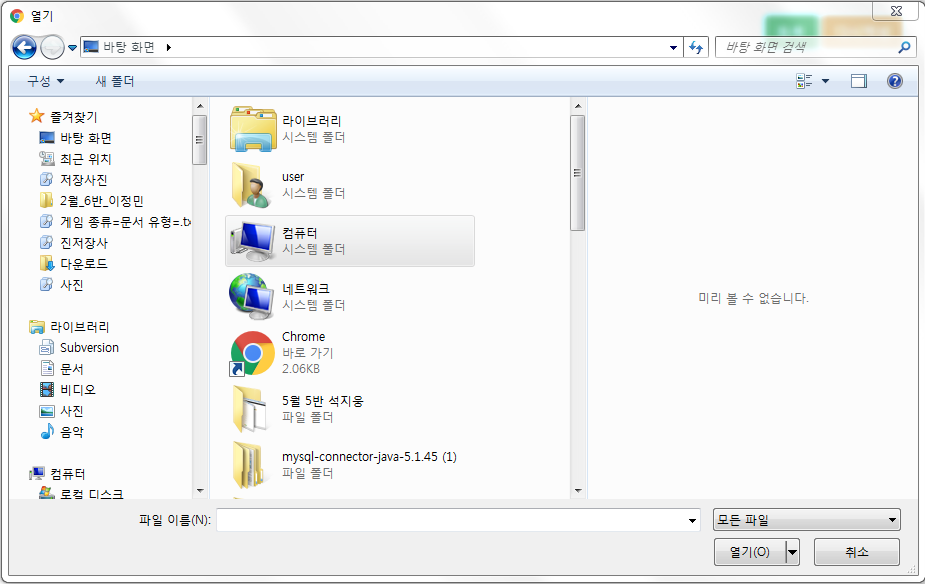 열기
바탕 화면
바탕 화면 검색
구성
새 폴더
즐겨찾기
바탕 화면
최근 위치
저장사진
2월_6반_이정민
게임 종류=문서 유형=.tx
진저장사
다운로드
사진
라이브러리
Subversion
문서
비디오
사진
음악
컴퓨터
로컬 디스크
라이브러리
시스템 폴더
user
시스템 폴더
컴퓨터
시스템 폴더
네트워크
시스템 폴더
Chrome
바로 가기
2.06KB
5월 5반 석지웅
파일 폴더
mysql-connector-java-5.1.45 (1)
파일 폴더
미리 볼 수 없습니다.
파일 이름(N):
모든 파일
열기(O)
취소